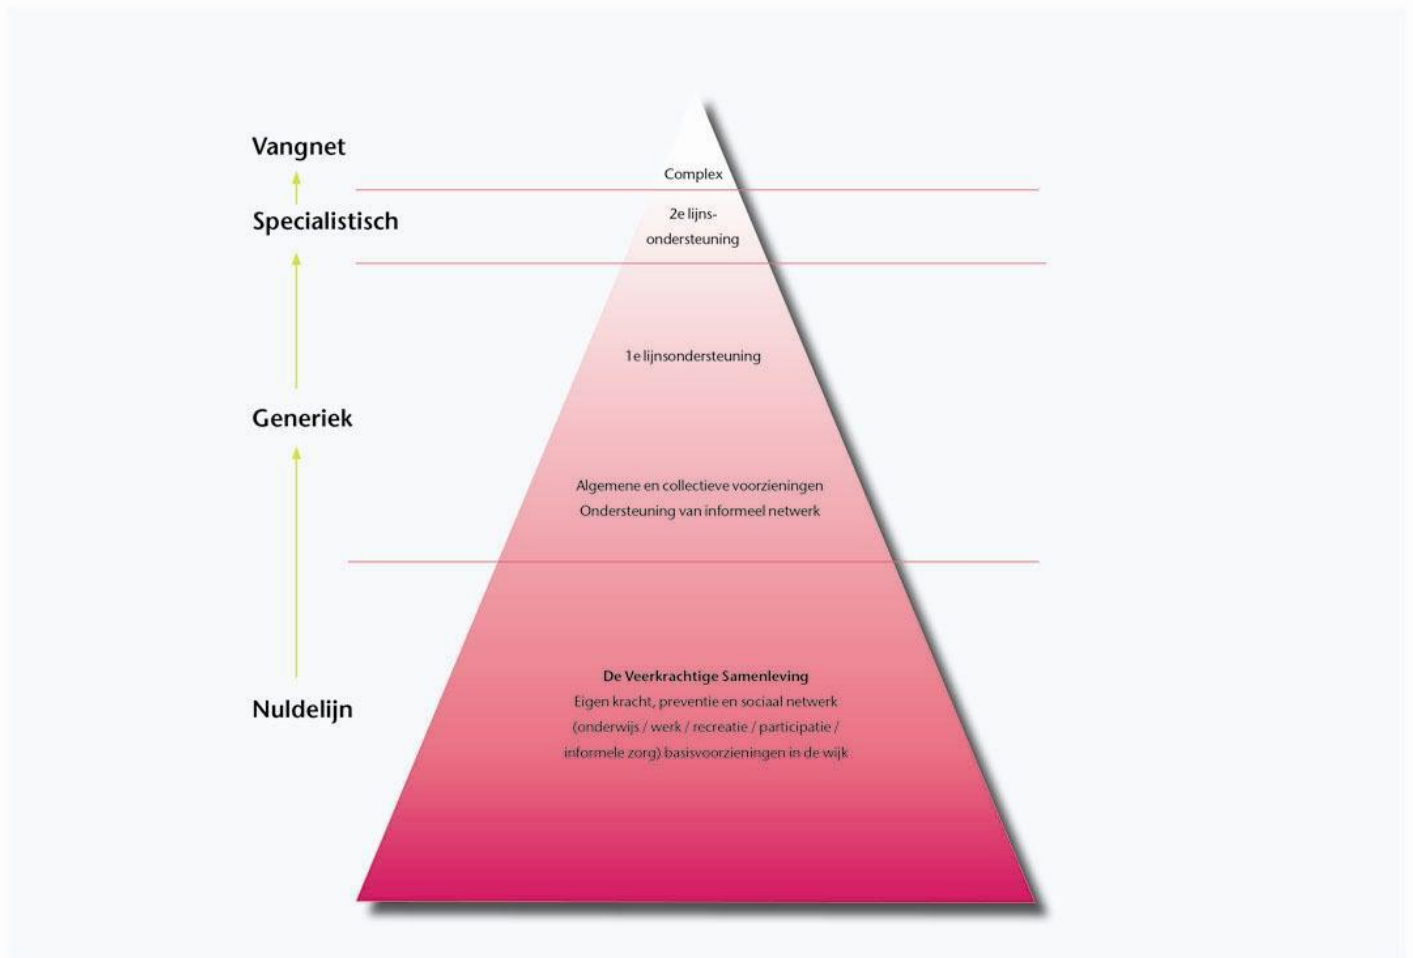 Vangnet
Complex
Specialistisch
2e lijns-
ondersteuning
1e lijnsondersteuning
Generiek
Algemene en collectieve voorzieningen
Ondersteuning van informeel netwerk
De Veerkrachtige Samenleving
Eigen kracht, preventie en sociaal netwerk
(onderwijs / werk / recreatie / participatie /
informele zorg) basisvoorzieningen in de wijk
Nuldelijn